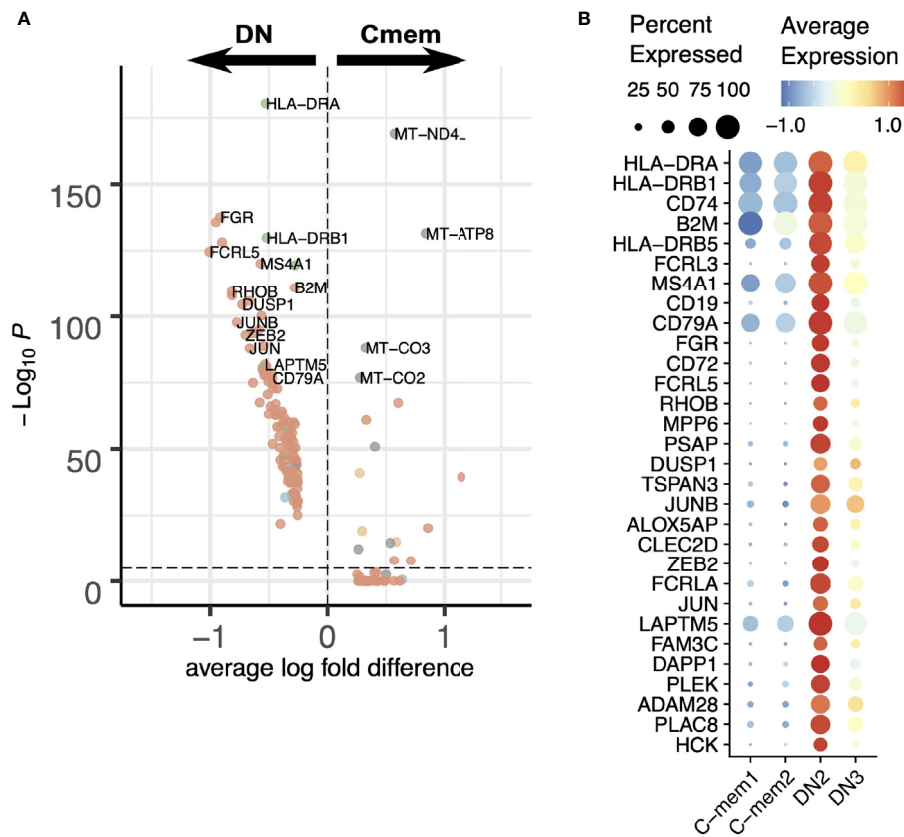 A
DN
Cmem
HLA−DRA
MT−ND4_
FGR
HLA−DRB1
MT−ATP8
FCRL5
MS4A1
B2M
RHOB
DUSP1
JUNB
ZEB2
JUN
MT−CO3
LAPTM5
CDC79A
MT−CO2
150
100
50
0
−Log10 P
−1
0
1
average log fold difference
B
Percent
Expressed
25 50 75 100
Average
Expression
−1.0 1.0
HLA−DRA
HLA−DRB1
CD74
B2M
HLA−DRB5
FCRL3
MS4A1
CD19
CD79A
FGR
CD72
FCRL5
RHOB
MPP6
PSAP
DUSP1
TSPAN3
JUNB
ALOX5AP
CLEC2D
ZEB2
FCRLA
JUN
LAPTM5
FAM3C
DAPP1
PLEK
ADAM28
PLAC8
HCK
C−mem1
C−mem2
DN2
DN3